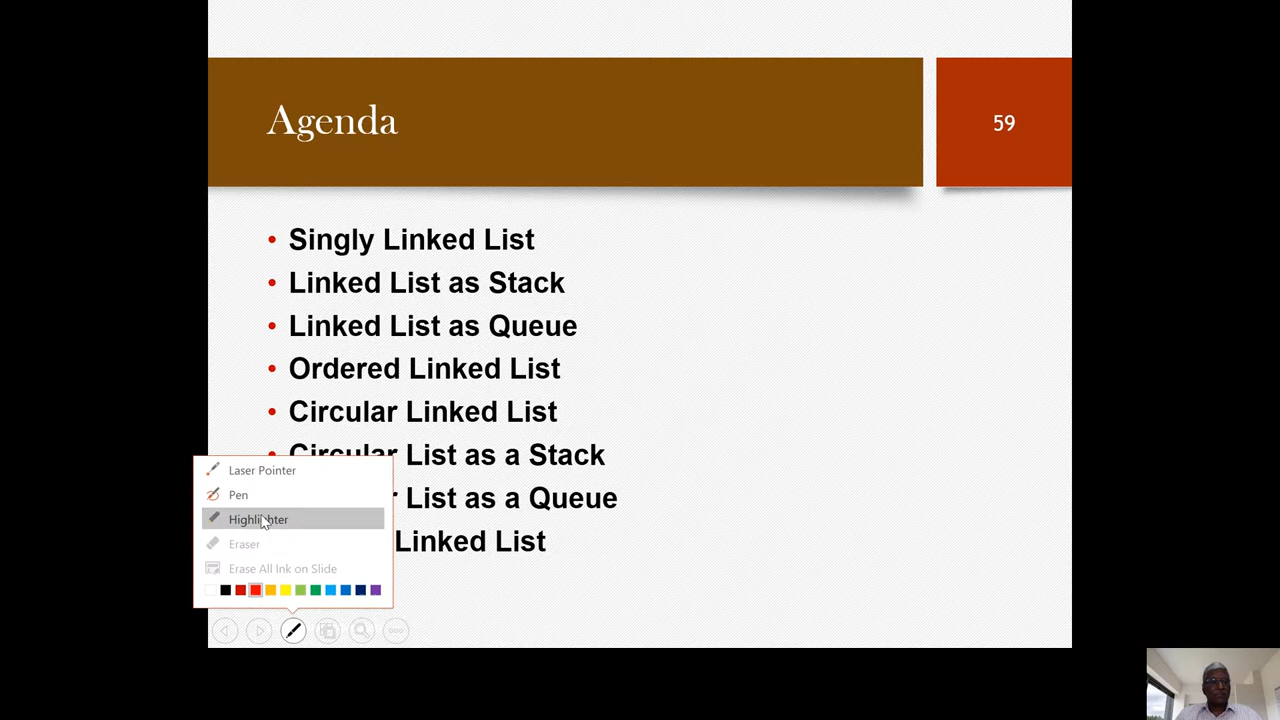 Agenda
59
• Singly Linked List
• Linked List as Stack
• Linked List as Queue
• Ordered Linked List
• Circular Linked List
Circular List as a Stack
List as a Queue
Linked List
Laser Pointer
Pen
Highlighter
Eraser
Erase All Ink on Slide